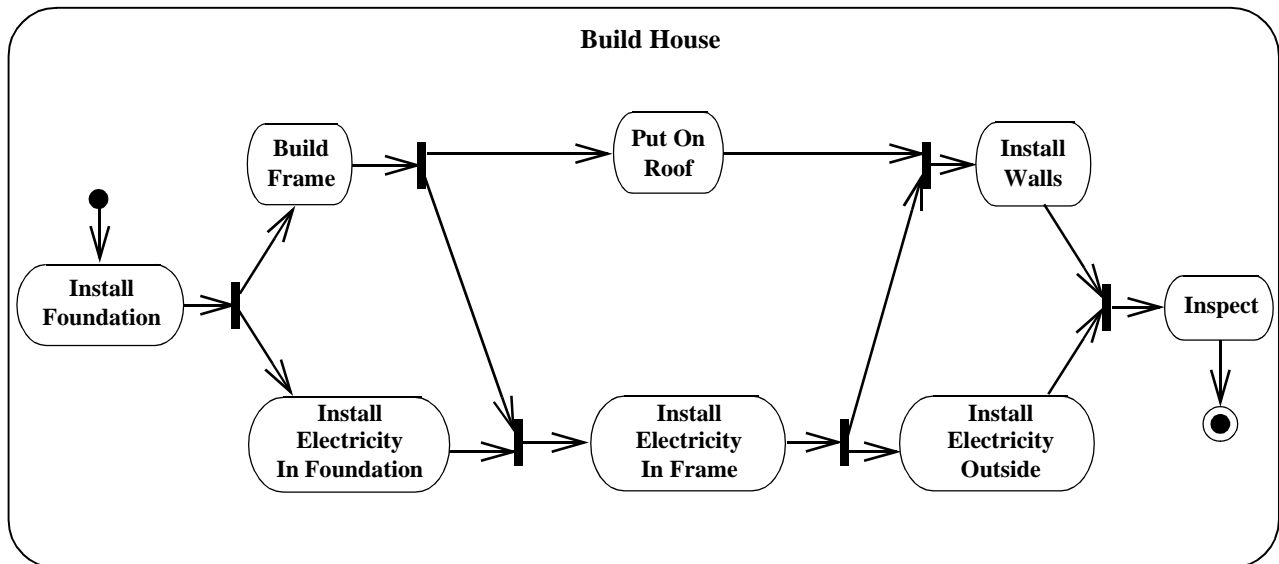 Build House
Build
Frame
Put On
Roof
Install
Walls
Install
Foundation
Inspect
Install
Electricity
In Foundation
Install
Electricity
In Frame
Install
Electricity
Outside